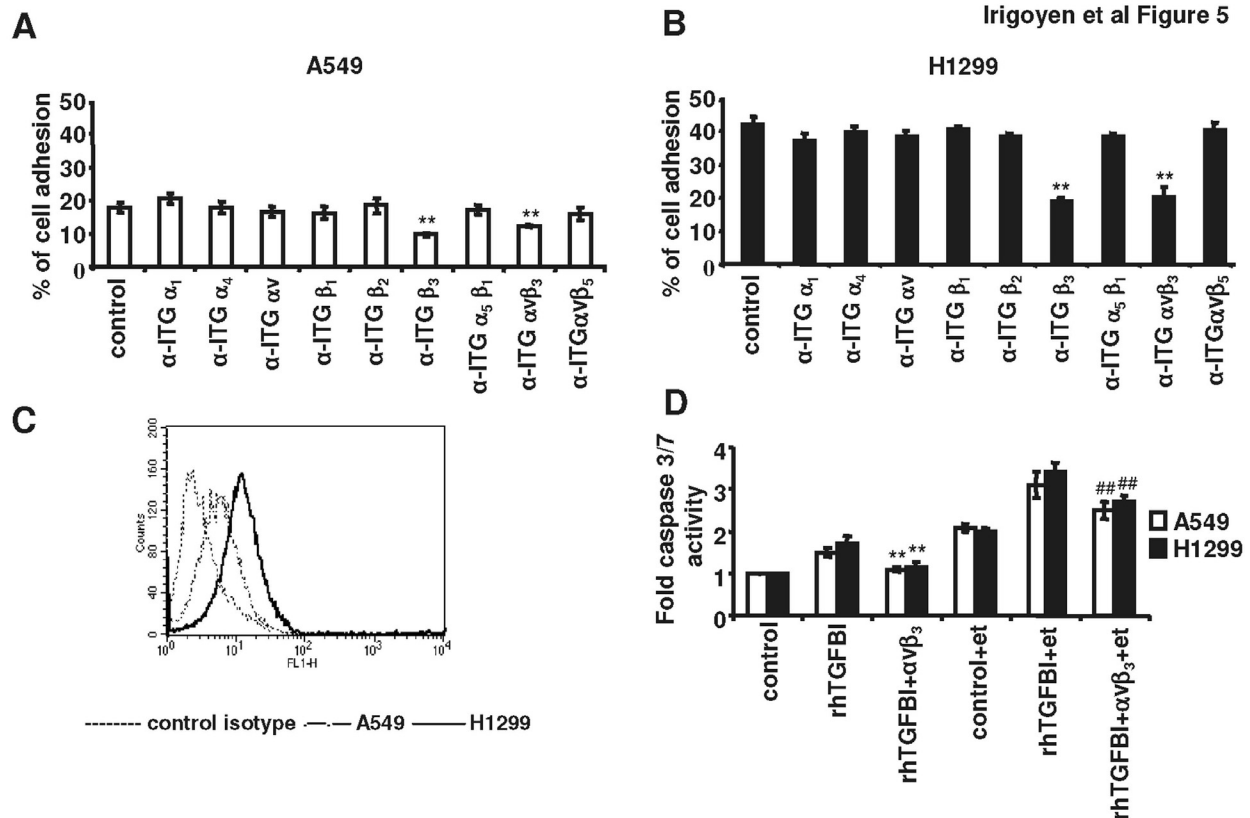 Irigoyen et al Figure 5
A
A549
% of cell adhesion
50
40
30
20
10
0
**
**
control
α-ITG α1
α-ITG α4
α-ITG αv
α-ITG β1
α-ITG β2
α-ITG β3
α-ITG α5 β1
α-ITG αvβ3
α-ITGαvβ5
B
H1299
% of cell adhesion
50
40
30
20
10
0
**
**
control
α-ITG α1
α-ITG α4
α-ITG αv
α-ITG β1
α-ITG β2
α-ITG β3
α-ITG α5 β1
α-ITG αvβ3
α-ITGαvβ5
C
Counts
200
160
120
80
40
0
10^0
10^1
10^2
10^3
10^4
FL1-H
control isotype
A549
H1299
D
Fold caspase 3/7
activity
4
3
2
1
0
** **
## ##
A549
H1299
control
rhTGFBI
rhTGFBI+αvβ3
control+et
rhTGFBI+et
rhTGFBI+αvβ3+et